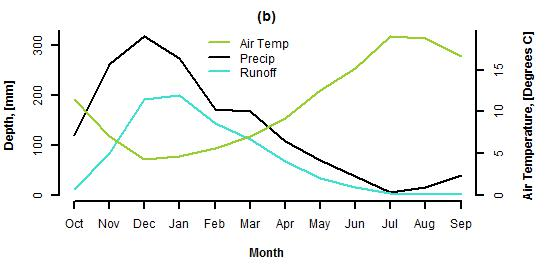 (b)
Air Temp
Precip
Runoff
Depth, [mm]
300
200
100
0
15
10
5
0
Air Temperature, [Degrees C]
Oct Nov Dec Jan Feb Mar Apr May Jun Jul Aug Sep
Month